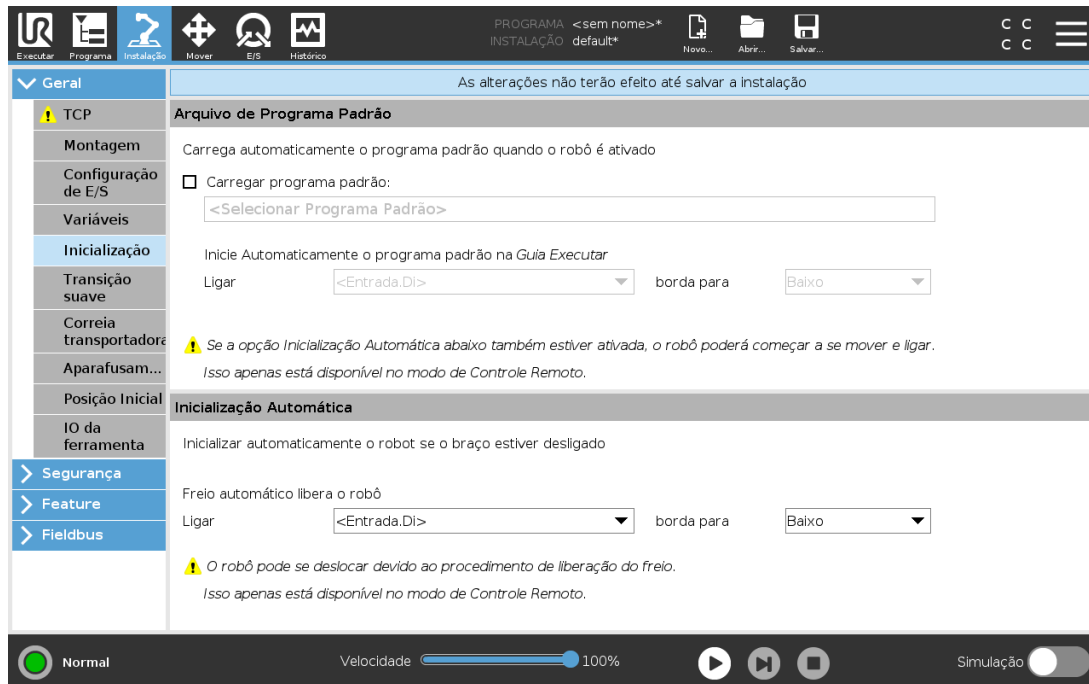 PROGRAMA <sem nome>*
INSTALAÇÃO default*
Executar Programa Instalação Mover E/S Histórico Novo... Abrir... Salvar...
C C
C C
Geral
As alterações não terão efeito até salvar a instalação
TCP
Montagem
Configuração
de E/S
Variáveis
Inicialização
Transição
suave
Correia
transportadora
Aparafusam...
Posição Inicial
IO da
ferramenta
Segurança
Feature
Fieldbus
Arquivo de Programa Padrão
Carrega automaticamente o programa padrão quando o robô é ativado
Carregar programa padrão:
<Selecionar Programa Padrão>
Inicie Automaticamente o programa padrão na Guia Executar
Ligar <Entrada.Di> borda para Baixo
Se a opção Inicialização Automática abaixo também estiver ativada, o robô poderá começar a se mover e ligar.
Isso apenas está disponível no modo de Controle Remoto.
Inicialização Automática
Inicializar automaticamente o robot se o braço estiver desligado
Freio automático libera o robô
Ligar <Entrada.Di> borda para Baixo
O robô pode se deslocar devido ao procedimento de liberação do freio.
Isso apenas está disponível no modo de Controle Remoto.
Normal Velocidade 100% Simulação